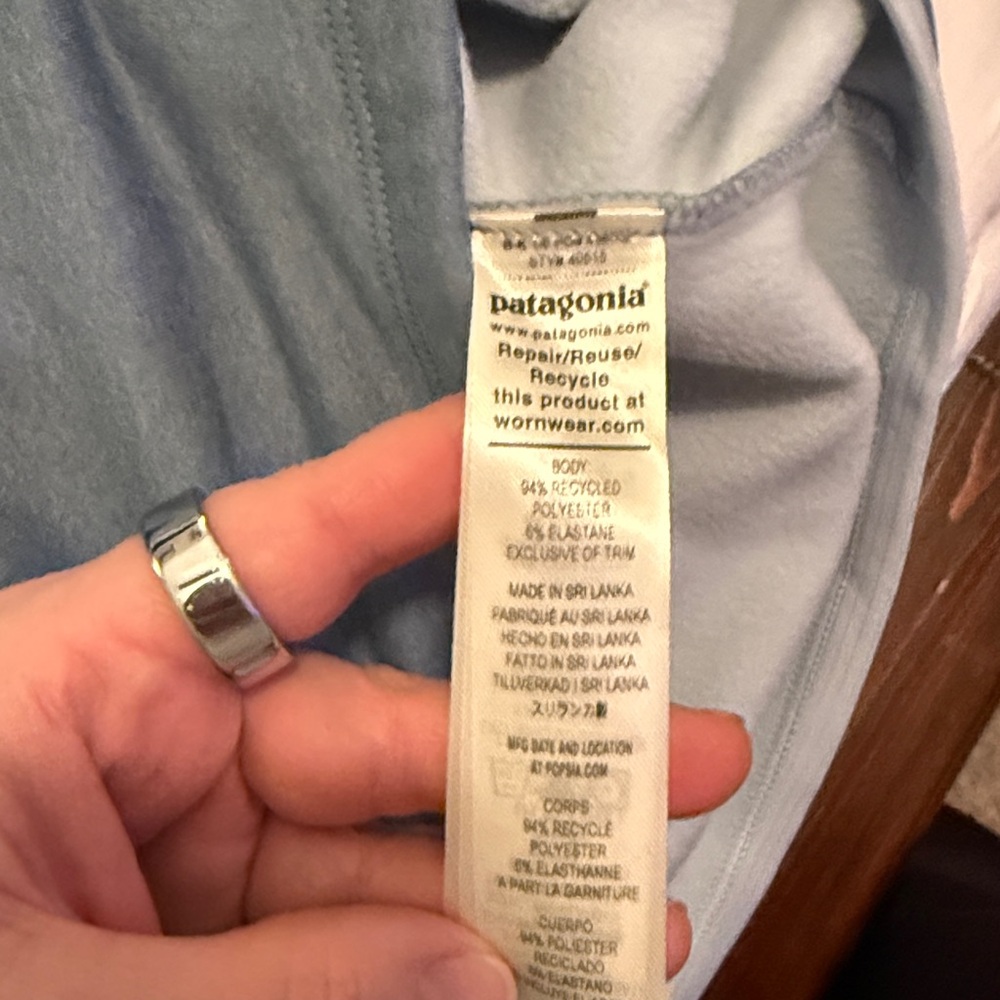 patagonia®
www.patagonia.com
Repair/Reuse/
Recycle
this product at
wornwear.com
BODY:
94% RECYCLED
POLYESTER
6% ELASTANE
EXCLUSIVE OF TRIM
MADE IN SRI LANKA
FABRIQUÉ AU SRI LANKA
HECHO EN SRI LANKA
FATTO IN SRI LANKA
TILLVERKAD I SRI LANKA
スリランカ製
MFG DATE AND LOCATION
AT POPSIA.COM
CORPS:
94% RECYCLÉ
POLYESTER
6% ELASTHANNE
A PART LA GARNITURE
CUERPO
94% POLIESTER
RECICLADO
ELASTANO